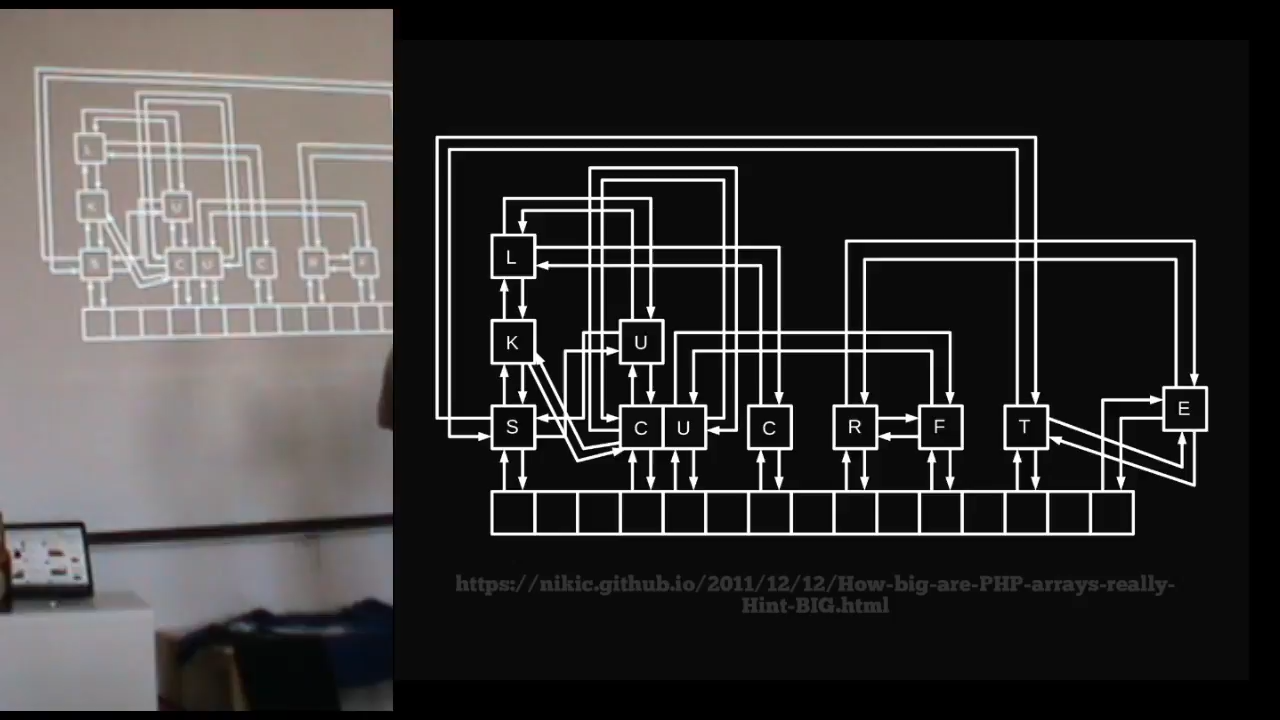 L
K U
S C U C R F T E
https://nikic.github.io/2011/12/12/How-big-are-PHP-arrays-really-
Hint-BIG.html